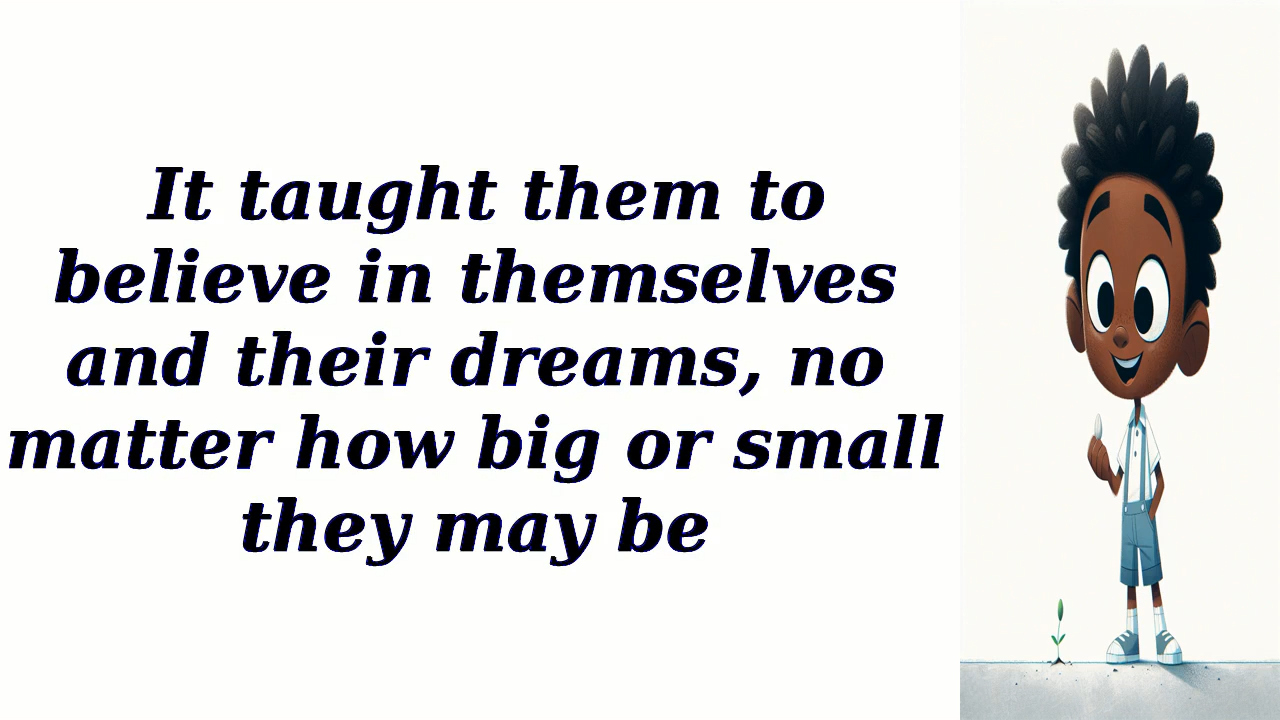 It taught them to
believe in themselves
and their dreams, no
matter how big or small
they may be